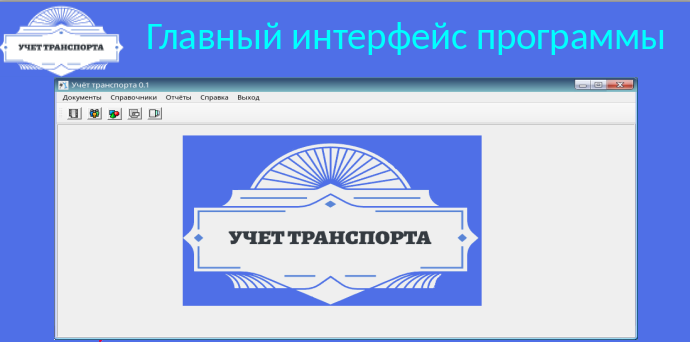 УЧЕТ ТРАНСПОРТА
Главный интерфейс программы
Учёт транспорта 0.1
Документы Справочники Отчёты Справка Выход
УЧЕТ ТРАНСПОРТА